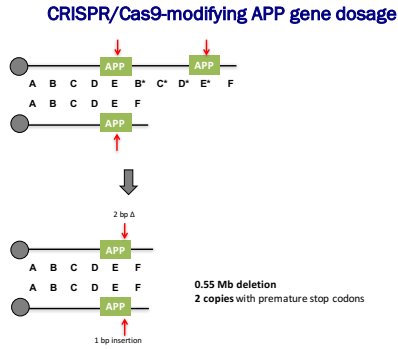 CRISPR/Cas9-modifying APP gene dosage
APP APP
A B C D E B* C* D* E* F
A B C D E F
APP
2 bp Δ
APP
A B C D E F
A B C D E F
APP
1 bp insertion
0.55 Mb deletion
2 copies with premature stop codons